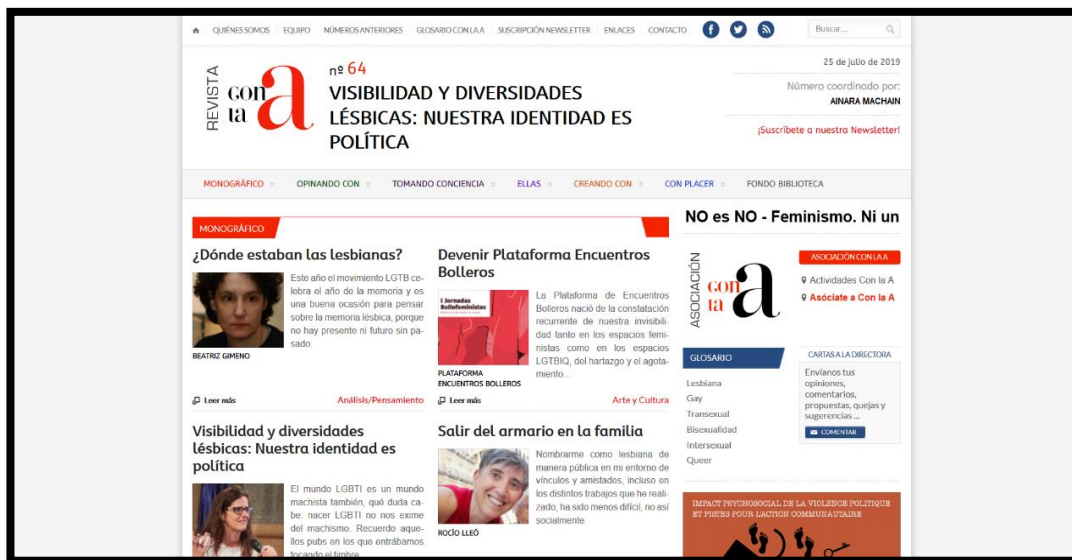 QUIÉNES SOMOS EQUIPO NÚMEROS ANTERIORES GLOSARIO CON LA A SUSCRIPCIÓN NEWSLETTER ENLACES CONTACTO
Buscar...
REVISTA
con
la
a
nº 64
VISIBILIDAD Y DIVERSIDADES
LÉSBICAS: NUESTRA IDENTIDAD ES
POLÍTICA
25 de julio de 2019
Número coordinado por:
AINARA MACHAIN
¡Suscríbete a nuestra Newsletter!
MONOGRÁFICO OPINANDO CON TOMANDO CONCIENCIA ELLAS CREANDO CON CON PLACER FONDO BIBLIOTECA
MONOGRÁFICO
¿Dónde estaban las lesbianas?
Este año el movimiento LGTB ce-
lebra el año de la memoria y es
una buena ocasión para pensar
sobre la memoria lésbica, porque
no hay presente ni futuro sin pa-
sado.
BEATRIZ GIMENO
Leer más Análisis/Pensamiento
Devenir Plataforma Encuentros
Bolleros
I Jornadas
Bollofeministas
La Plataforma de Encuentros
Bolleros nació de la constatación
recurrente de nuestra invisibili-
dad tanto en los espacios femi-
nistas como en los espacios
LGTBIQ, del hartazgo y el agota-
miento...
PLATAFORMA
ENCUENTROS BOLLEROS
Leer más Arte y Cultura
Visibilidad y diversidades
lésbicas: Nuestra identidad es
política
El mundo LGBTI es un mundo
machista también, qué duda ca-
be: nacer LGBTI no nos exime
del machismo. Recuerdo aque-
llos pubs en los que entrábamos
tocando el timbre
Salir del armario en la familia
Nombrarme como lesbiana de
manera pública en mi entorno de
vínculos y amistades, incluso en
los distintos trabajos que he reali-
zado, ha sido menos difícil, no así
socialmente
ROCÍO LLEÓ
NO es NO - Feminismo. Ni un
ASOCIACIÓN
con
la
a
ASOCIACIÓN CON LA A
Actividades Con la A
Asóciate a Con la A
GLOSARIO
Lesbiana
Gay
Transexual
Bisexualidad
Intersexual
Queer
CARTAS A LA DIRECTORA
Envíanos tus
opiniones,
comentarios,
propuestas, quejas y
sugerencias ...
COMENTAR
IMPACT PSYCHOSOCIAL DE LA VIOLENCE POLITIQUE
ET PISTES POUR L'ACTION COMMUNAUTAIRE